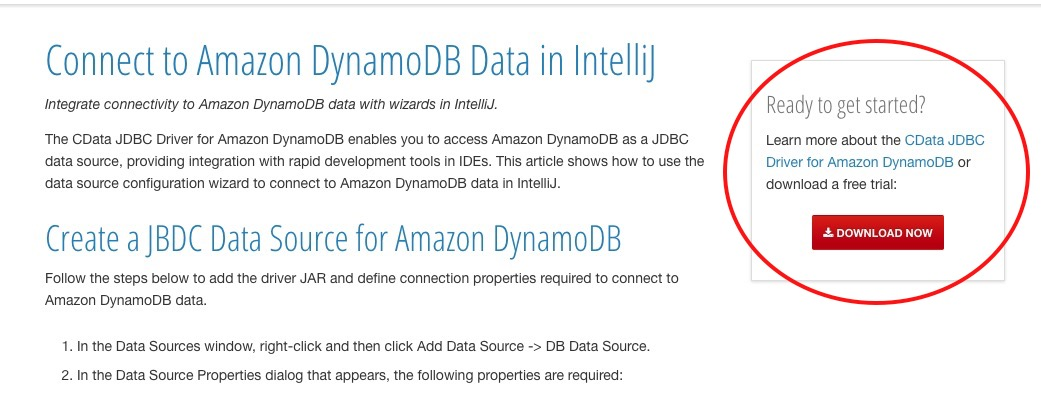 Connect to Amazon DynamoDB Data in IntelliJ
Integrate connectivity to Amazon DynamoDB data with wizards in IntelliJ.
The CData JDBC Driver for Amazon DynamoDB enables you to access Amazon DynamoDB as a JDBC
data source, providing integration with rapid development tools in IDEs. This article shows how to use the
data source configuration wizard to connect to Amazon DynamoDB data in IntelliJ.
Create a JBDC Data Source for Amazon DynamoDB
Follow the steps below to add the driver JAR and define connection properties required to connect to
Amazon DynamoDB data.
1. In the Data Sources window, right-click and then click Add Data Source -> DB Data Source.
2. In the Data Source Properties dialog that appears, the following properties are required:
Ready to get started?
Learn more about the CData JDBC
Driver for Amazon DynamoDB or
download a free trial:
DOWNLOAD NOW